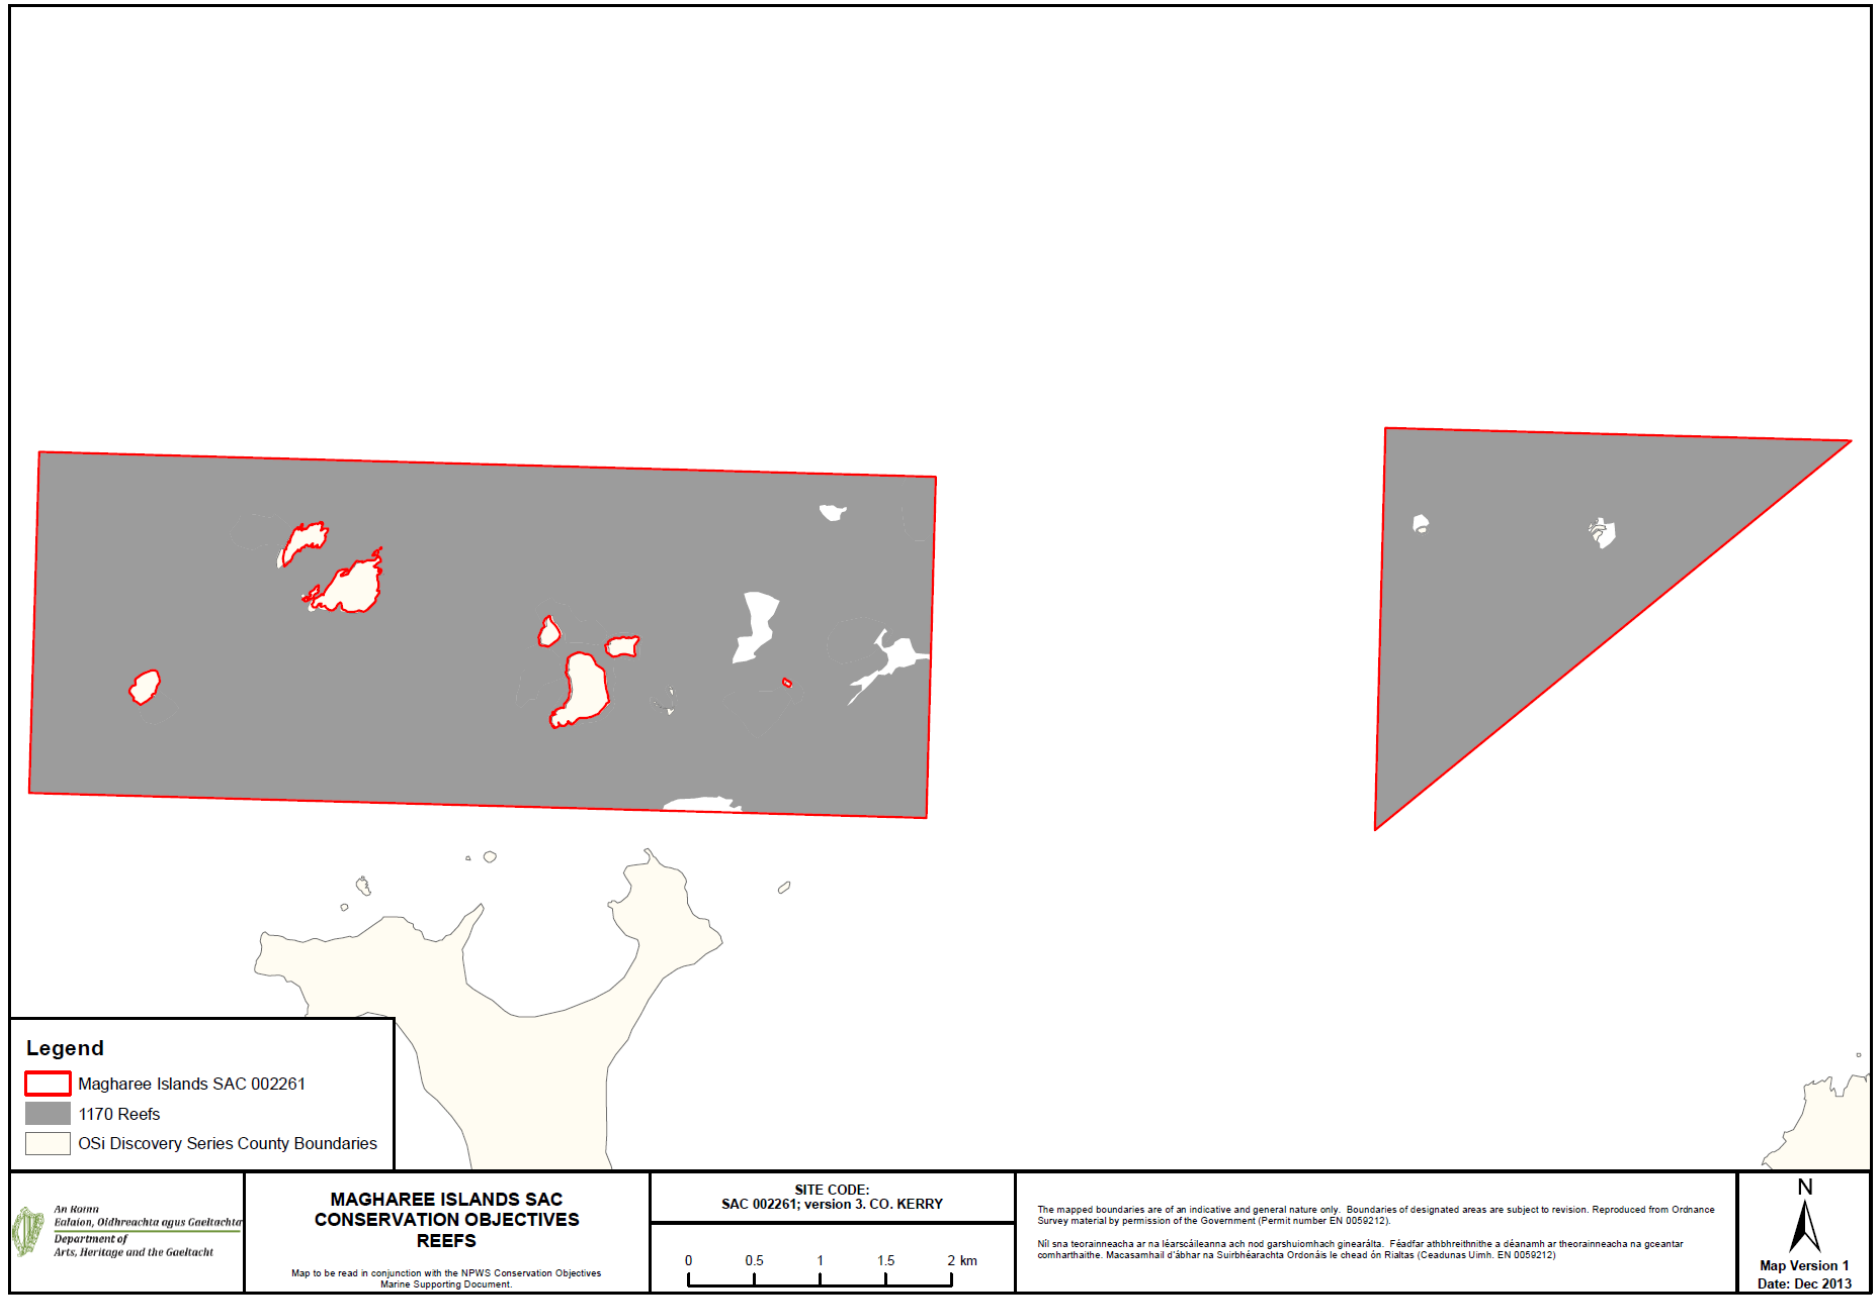 Legend
Magharee Islands SAC 002261
1170 Reefs
OSi Discovery Series County Boundaries
An Roinn
Ealaíon, Oidhreachta agus Gaeltachta
Department of
Arts, Heritage and the Gaeltacht
MAGHAREE ISLANDS SAC
CONSERVATION OBJECTIVES
REEFS
Map to be read in conjunction with the NPWS Conservation Objectives
Marine Supporting Document.
SITE CODE:
SAC 002261; version 3. CO. KERRY
0 0.5 1 1.5 2 km
The mapped boundaries are of an indicative and general nature only. Boundaries of designated areas are subject to revision. Reproduced from Ordnance
Survey material by permission of the Government (Permit number EN 0059212).
Níl sna teorainneacha ar na léarscáileanna ach nod garshuiomhach ginearálta. Féadfar athbhreithnithe a déanamh ar theorainneacha na gceantar
comharthaithe. Macasamhail d'ábhar na Suirbhéarachta Ordonáis le chead ón Rialtas (Ceadunas Uimh. EN 0059212)
N
Map Version 1
Date: Dec 2013